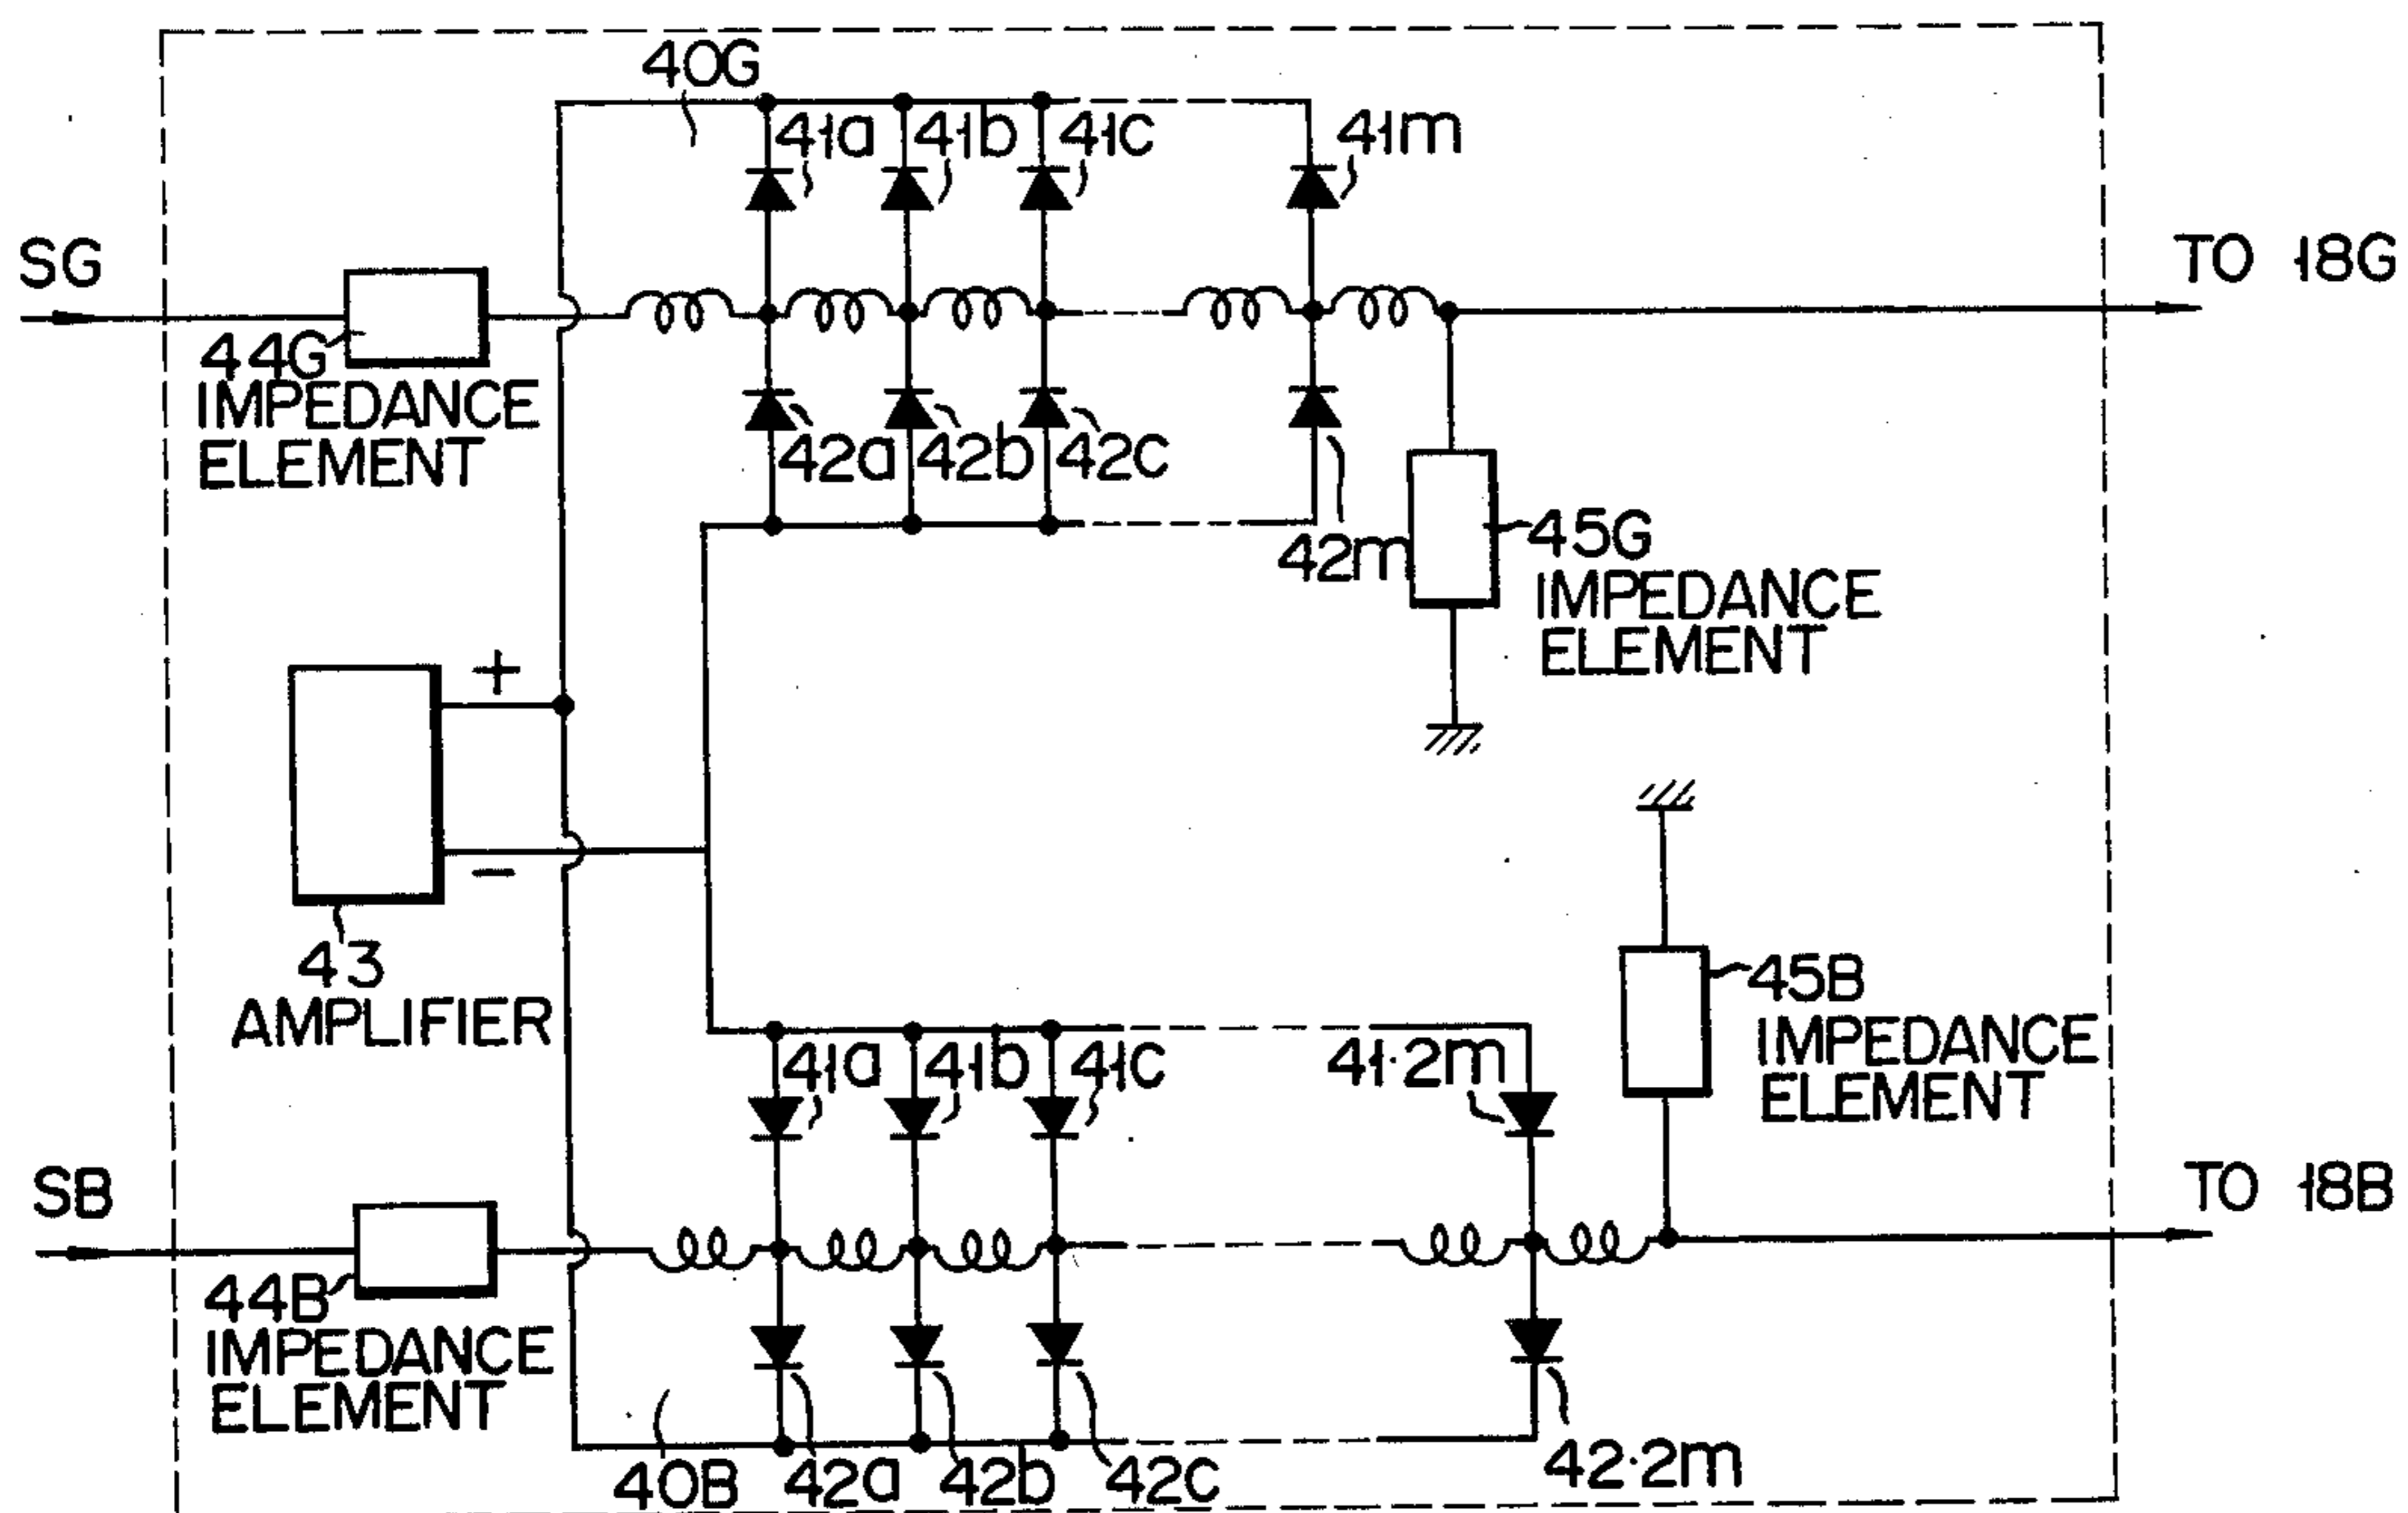 40G
41a 41b 41c 41m
SG
TO 18G
44G
IMPEDANCE
ELEMENT
42a 42b 42c
42m
45G
IMPEDANCE
ELEMENT
+
−
43
AMPLIFIER
45B
IMPEDANCE
ELEMENT
41a 41b 41c 41·2m
SB
TO 18B
44B
IMPEDANCE
ELEMENT
40B 42a 42b 42c 42·2m